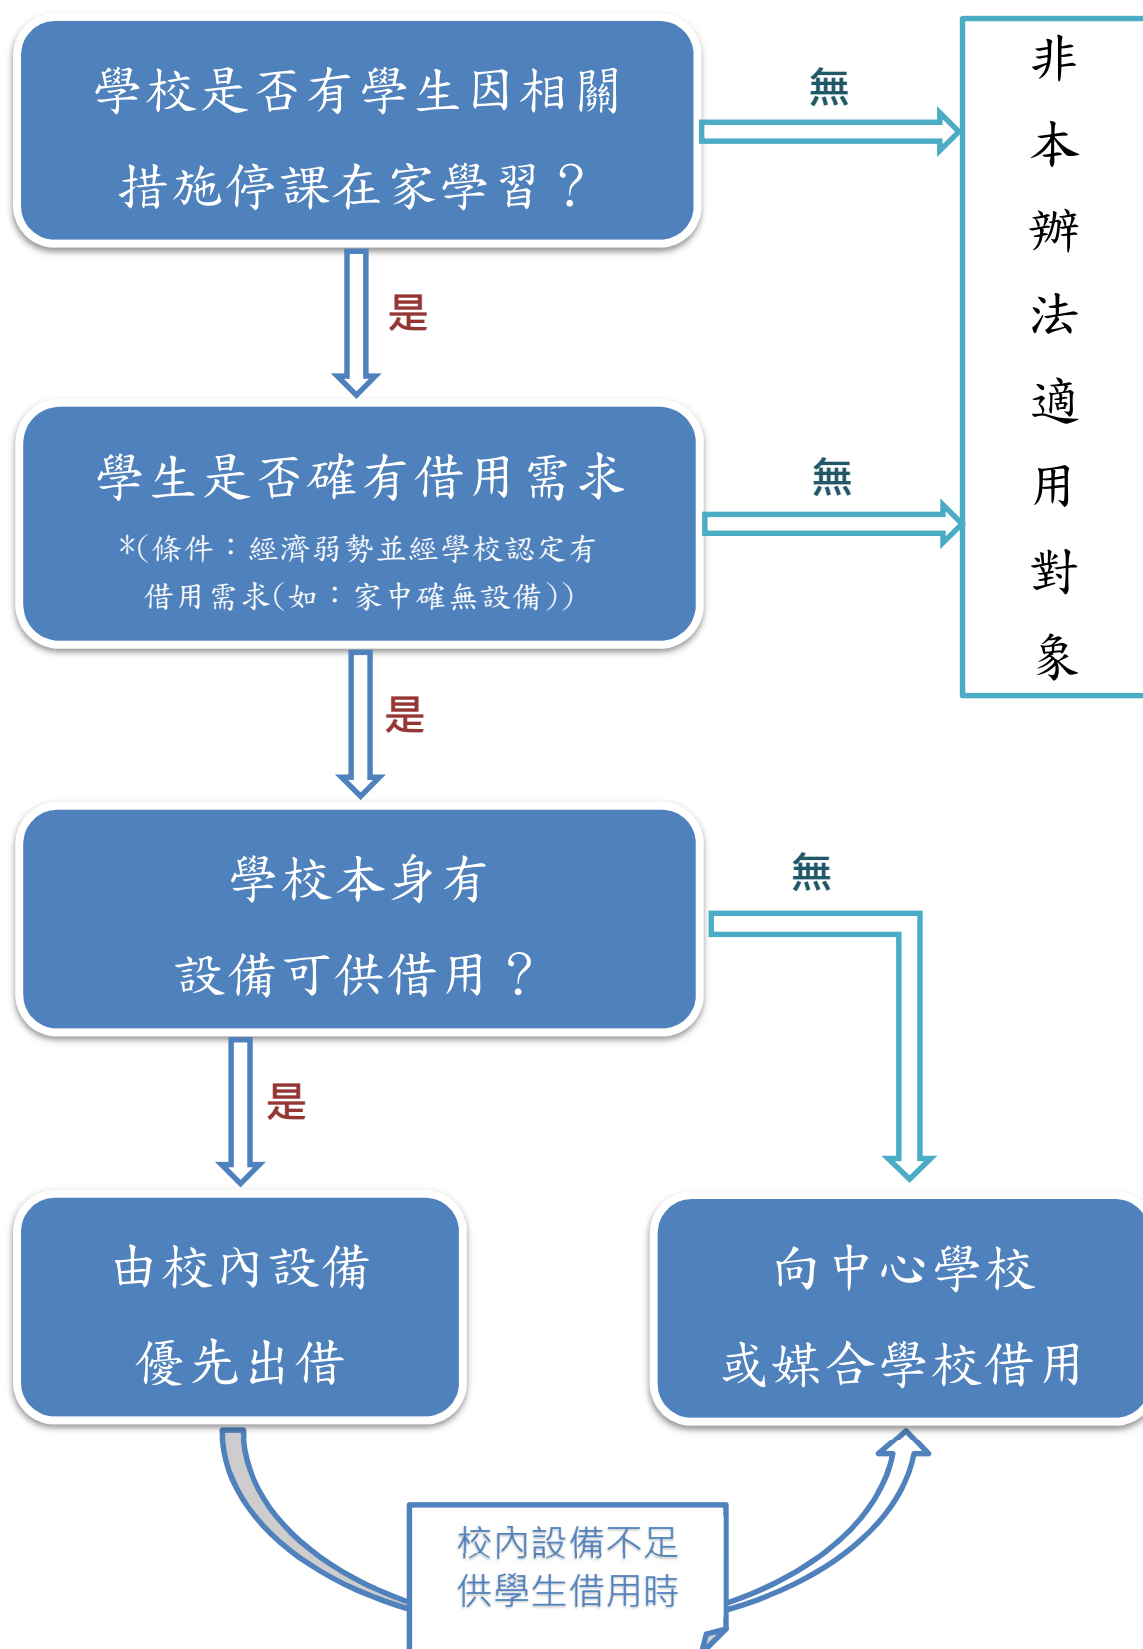 學校是否有學生因相關
措施停課在家學習？
無
是
非本辦法適用對象
學生是否確有借用需求
*(條件：經濟弱勢並經學校認定有
借用需求(如：家中確無設備))
無
是
學校本身有
設備可供借用？
無
是
由校內設備
優先出借
向中心學校
或媒合學校借用
校內設備不足
供學生借用時